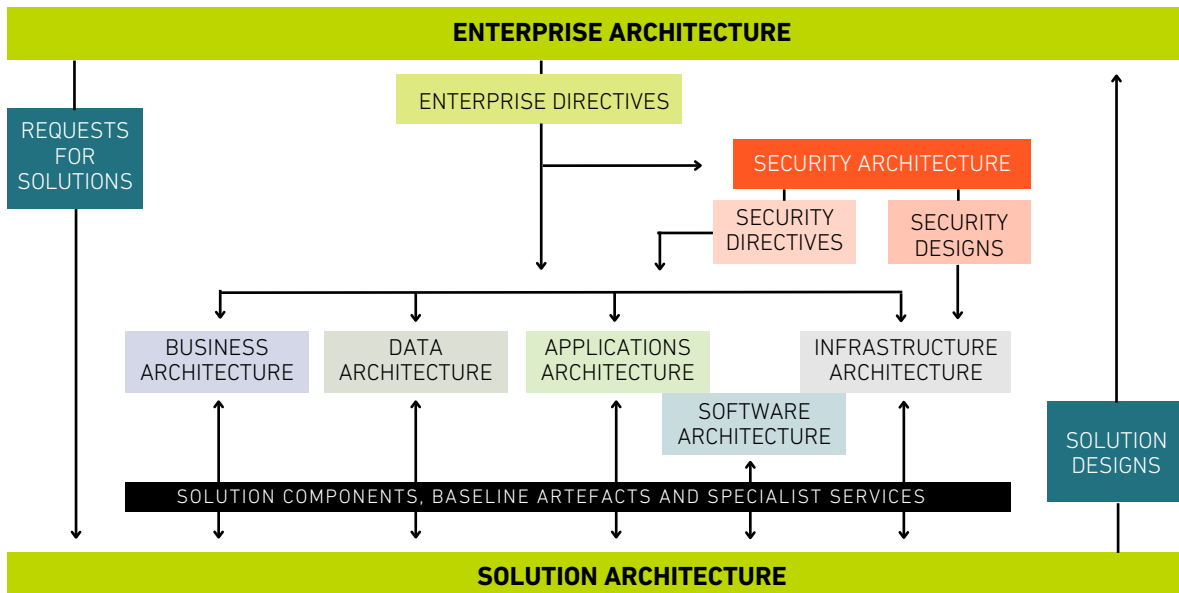 ENTERPRISE ARCHITECTURE
ENTERPRISE DIRECTIVES
REQUESTS
FOR
SOLUTIONS
SECURITY ARCHITECTURE
SECURITY
DIRECTIVES
SECURITY
DESIGNS
BUSINESS
ARCHITECTURE
DATA
ARCHITECTURE
APPLICATIONS
ARCHITECTURE
INFRASTRUCTURE
ARCHITECTURE
SOFTWARE
ARCHITECTURE
SOLUTION
DESIGNS
SOLUTION COMPONENTS, BASELINE ARTEFACTS AND SPECIALIST SERVICES
SOLUTION ARCHITECTURE